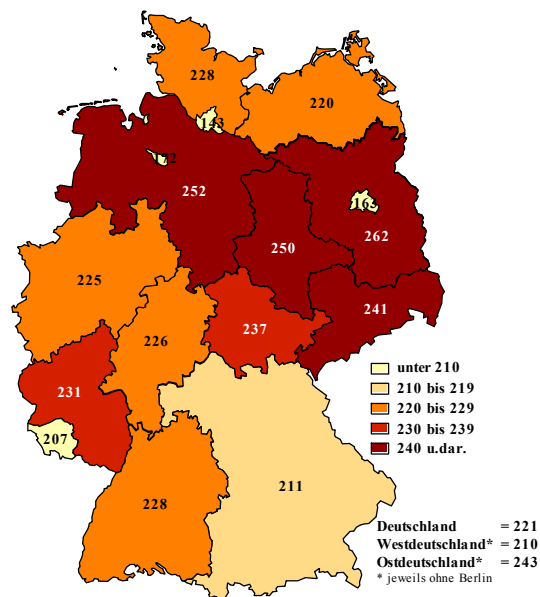 228
220
143
252
250
262
225
241
237
226
231
207
228
211
unter 210
210 bis 219
220 bis 229
230 bis 239
240 u.dar.
Deutschland = 221
Westdeutschland* = 210
Ostdeutschland* = 243
* jeweils ohne Berlin